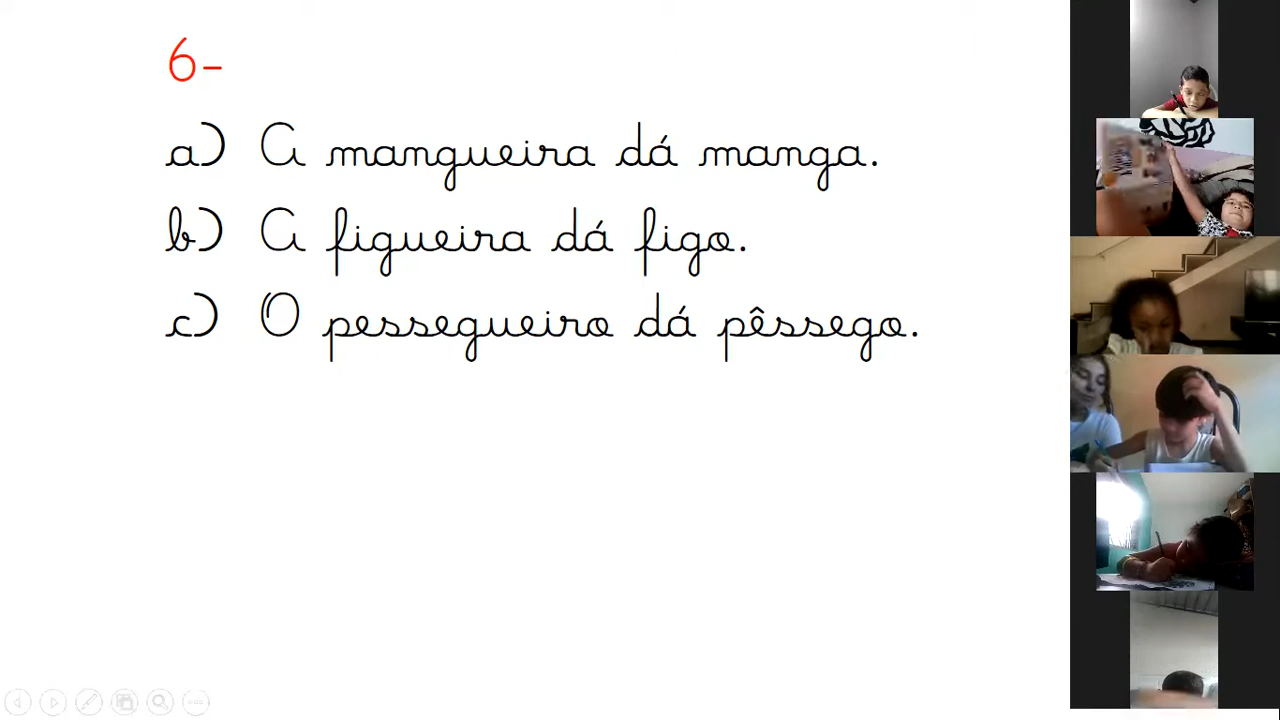 6-
a) A mangueira dá manga.
b) A figueira dá figo.
c) O pessegueiro dá pêssego.